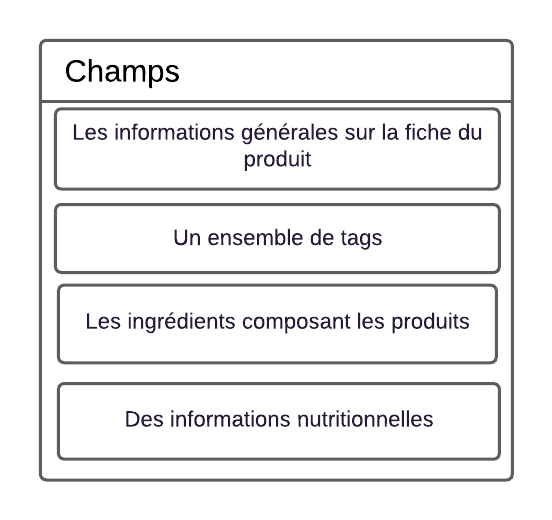 Champs
Les informations générales sur la fiche du
produit
Un ensemble de tags
Les ingrédients composant les produits
Des informations nutritionnelles